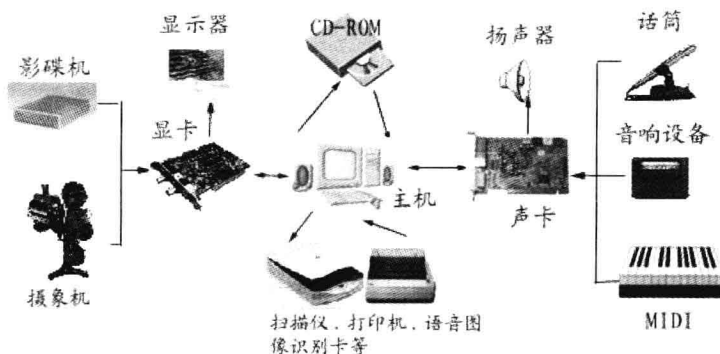 显示器
CD-ROM
扬声器
话筒
影碟机
显卡
音响设备
主机
声卡
摄象机
扫描仪．打印机．语音图
像识别卡等
MIDI